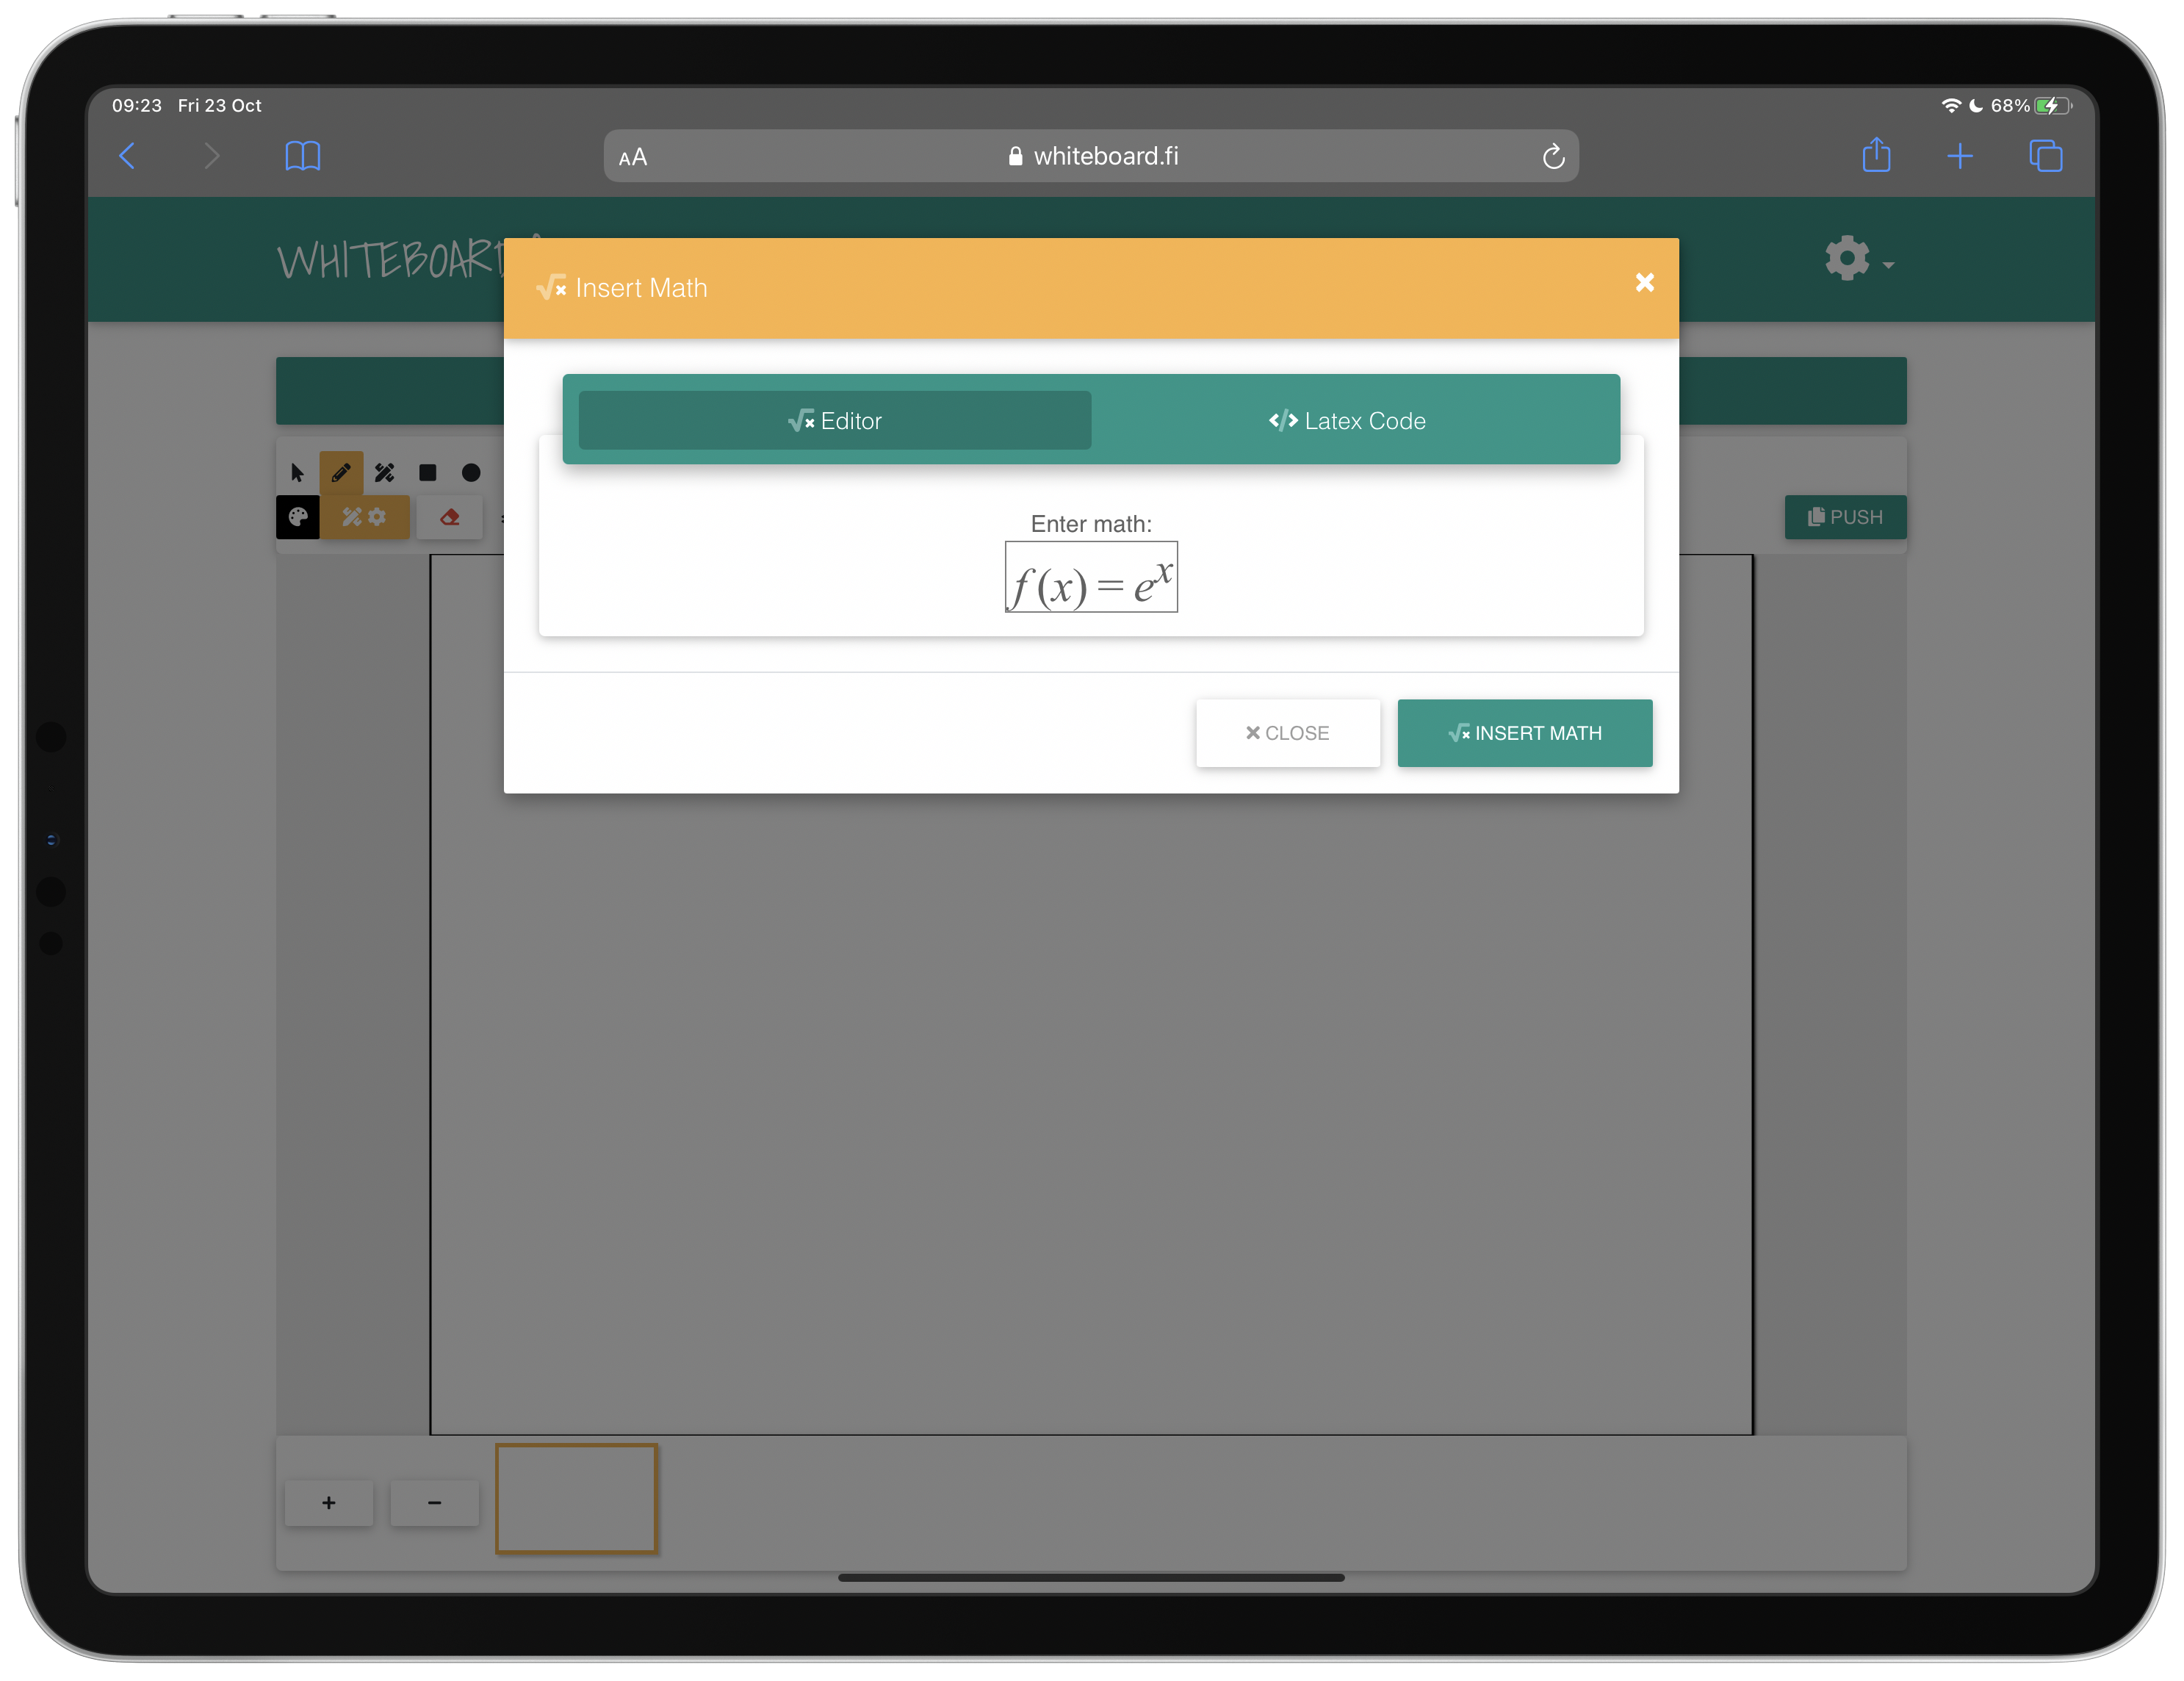 09:23 Fri 23 Oct
68%
AA
whiteboard.fi
Insert Math
Editor
Latex Code
PUSH
Enter math:
f(x) = e^x
CLOSE
INSERT MATH
+
−